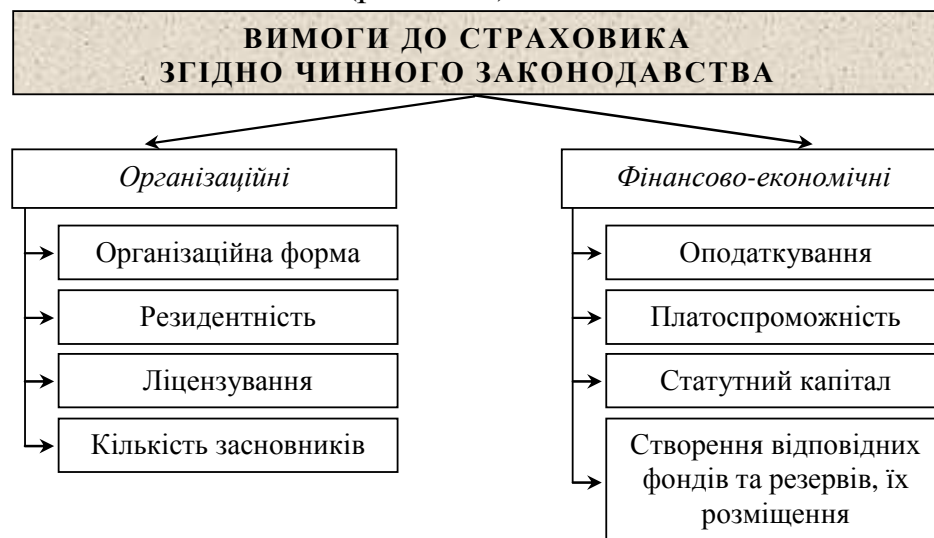 ВИМОГИ ДО СТРАХОВИКА
ЗГІДНО ЧИННОГО ЗАКОНОДАВСТВА
Організаційні
Організаційна форма
Резидентність
Ліцензування
Кількість засновників
Фінансово-економічні
Оподаткування
Платоспроможність
Статутний капітал
Створення відповідних
фондів та резервів, їх
розміщення